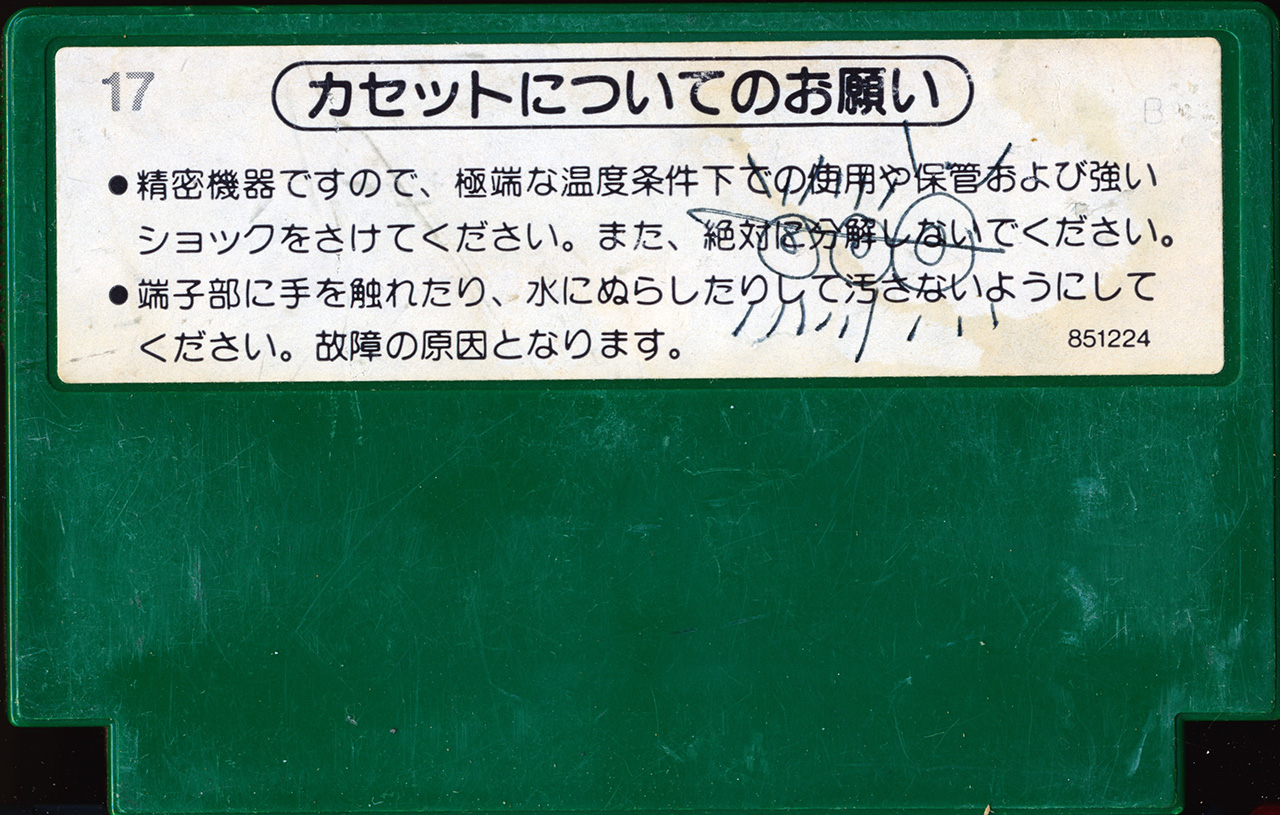 17
カセットについてのお願い
●精密機器ですので、極端な温度条件下での使用や保管および強い
ショックをさけてください。また、絶対に分解しないでください。
●端子部に手を触れたり、水にぬらしたりして汚さないようにして
ください。故障の原因となります。
851224